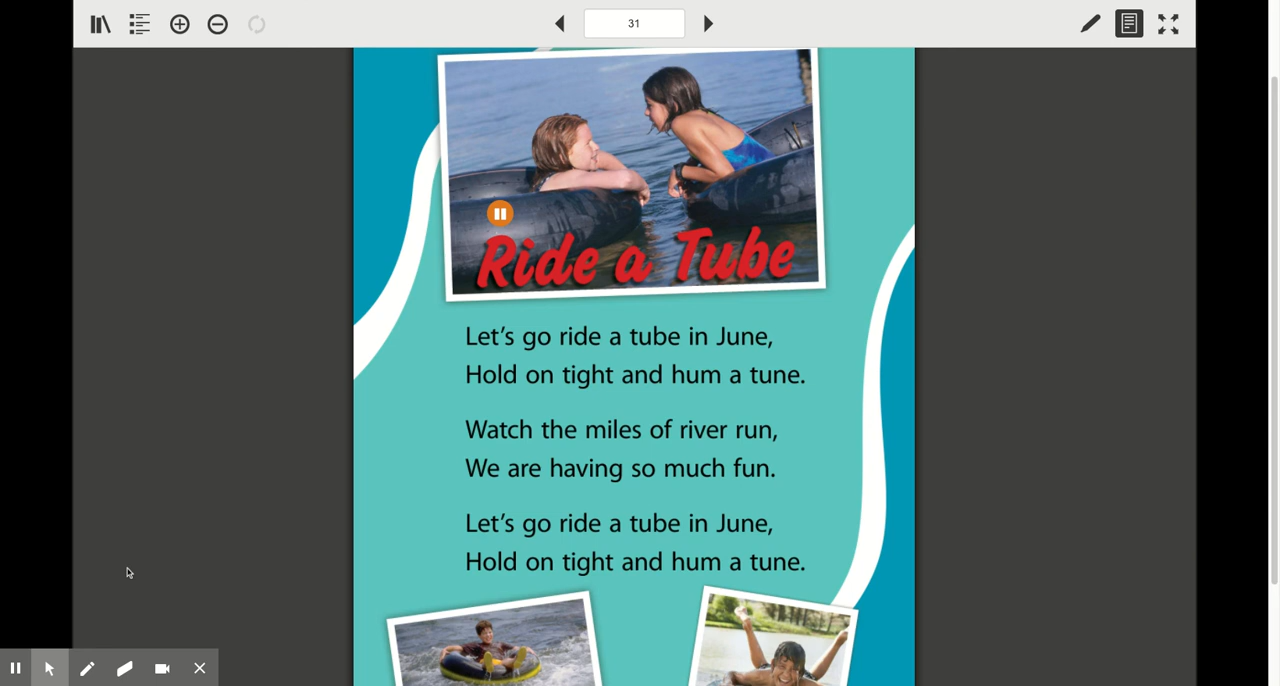 31
Ride a Tube
Let's go ride a tube in June,
Hold on tight and hum a tune.
Watch the miles of river run,
We are having so much fun.
Let's go ride a tube in June,
Hold on tight and hum a tune.